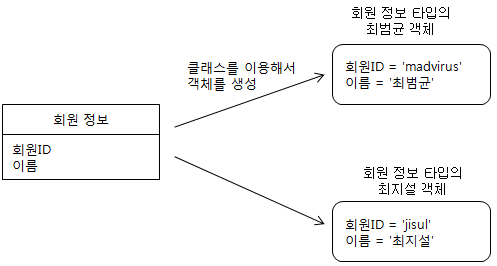 회원 정보 타입의
최범균 객체
클래스를 이용해서
객체를 생성
회원ID = 'madvirus'
이름 = '최범균'
회원 정보
회원ID
이름
회원 정보 타입의
최지설 객체
회원ID = 'jisul'
이름 = '최지설'